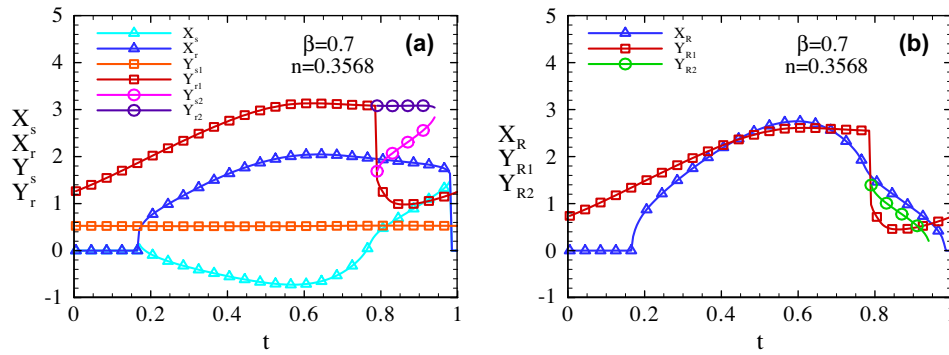 5
4
3
2
1
0
-1
X_s
X_r
Y_s
Y_r
X_s
X_r
Y_s1
Y_r1
Y_s2
Y_r2
β=0.7
n=0.3568
(a)
0 0.2 0.4 0.6 0.8 1
t
5
4
3
2
1
0
-1
X_R
Y_R1
Y_R2
X_R
Y_R1
Y_R2
β=0.7
n=0.3568
(b)
0 0.2 0.4 0.6 0.8 1
t